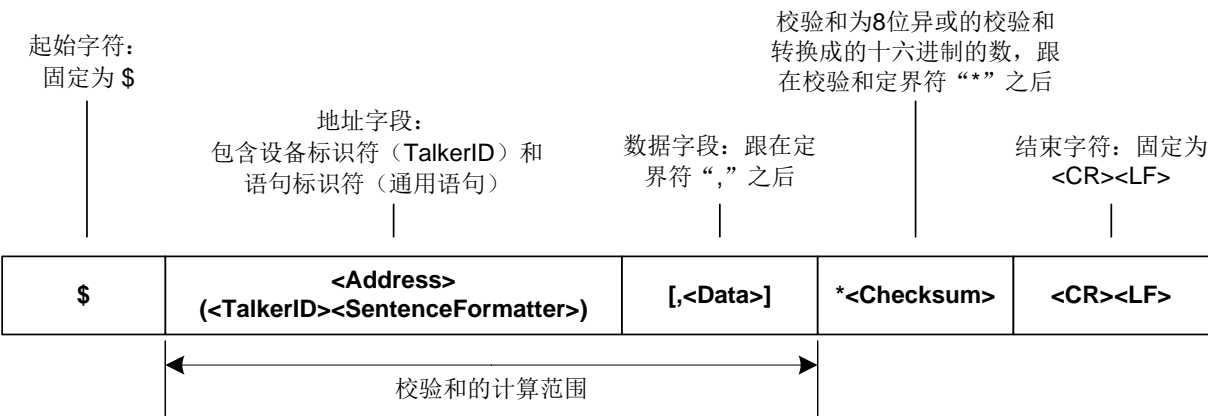 起始字符：
固定为 $
地址字段：
包含设备标识符（TalkerID）和
语句标识符（通用语句）
数据字段：跟在定
界符“,”之后
校验和为8位异或的校验和
转换成的十六进制的数，跟
在校验和定界符“*”之后
结束字符：固定为
<CR><LF>
$
<Address>
(<TalkerID><SentenceFormatter>)
[,<Data>]
*<Checksum>
<CR><LF>
校验和的计算范围